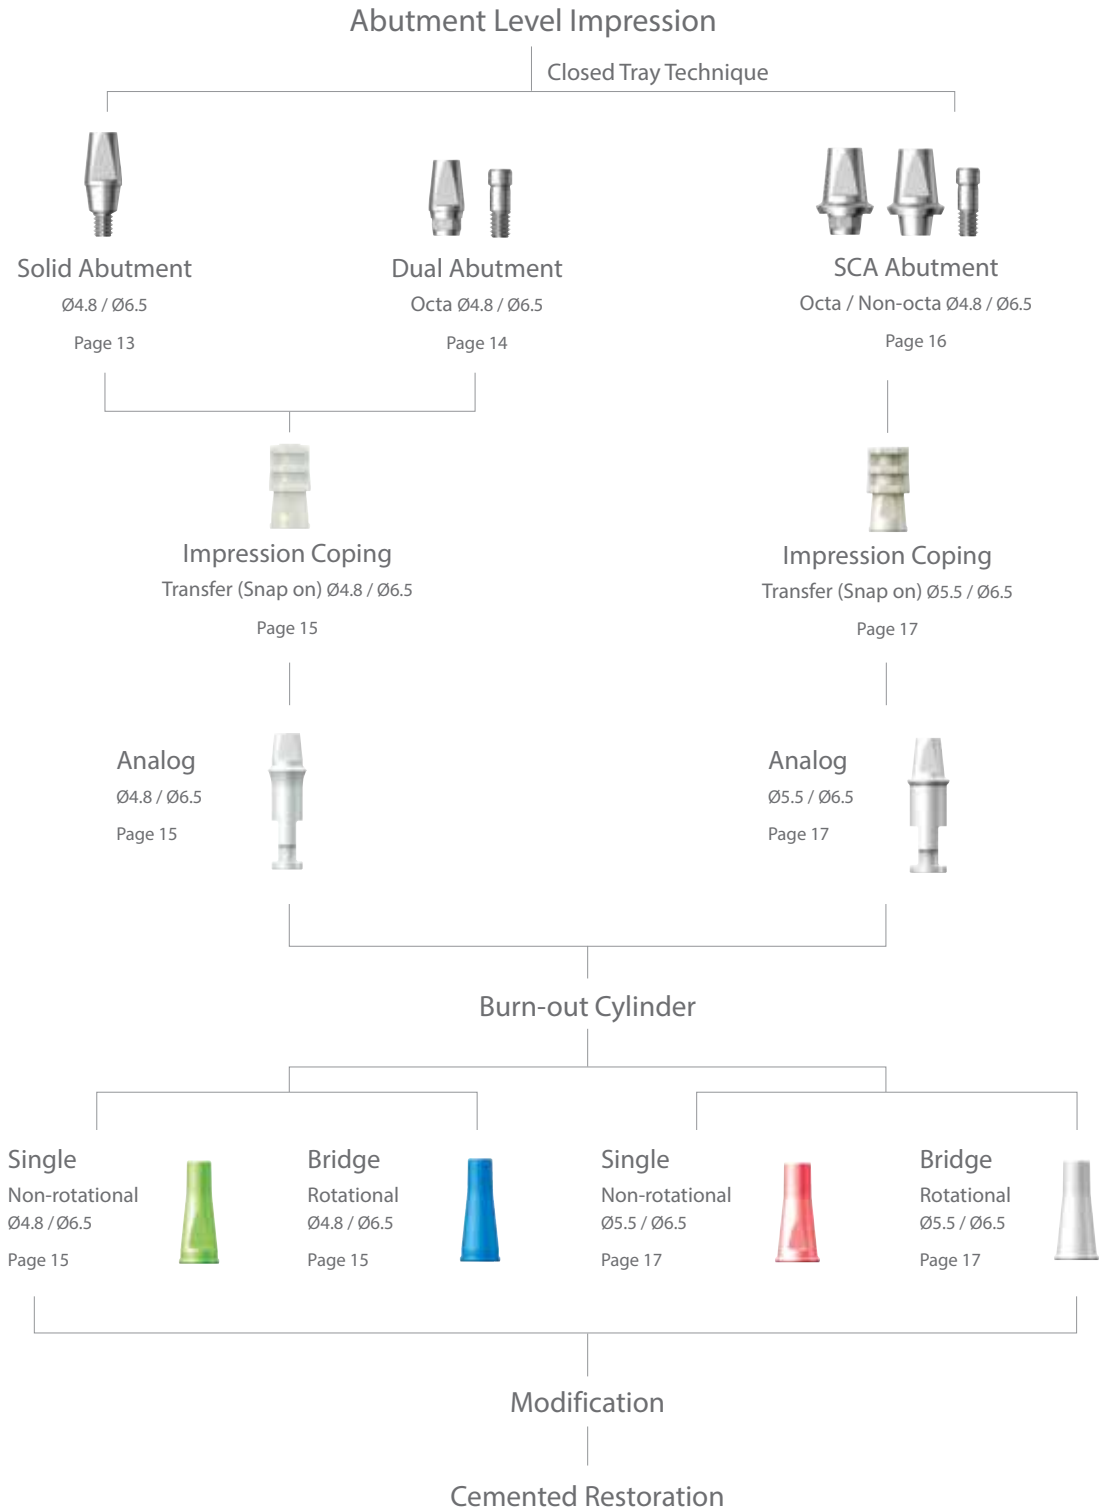 Abutment Level Impression
Closed Tray Technique
Solid Abutment
Ø4.8 / Ø6.5
Page 13
Dual Abutment
Octa Ø4.8 / Ø6.5
Page 14
SCA Abutment
Octa / Non-octa Ø4.8 / Ø6.5
Page 16
Impression Coping
Transfer (Snap on) Ø4.8 / Ø6.5
Page 15
Impression Coping
Transfer (Snap on) Ø5.5 / Ø6.5
Page 17
Analog
Ø4.8 / Ø6.5
Page 15
Analog
Ø5.5 / Ø6.5
Page 17
Burn-out Cylinder
Single
Non-rotational
Ø4.8 / Ø6.5
Page 15
Bridge
Rotational
Ø4.8 / Ø6.5
Page 15
Single
Non-rotational
Ø5.5 / Ø6.5
Page 17
Bridge
Rotational
Ø5.5 / Ø6.5
Page 17
Modification
Cemented Restoration